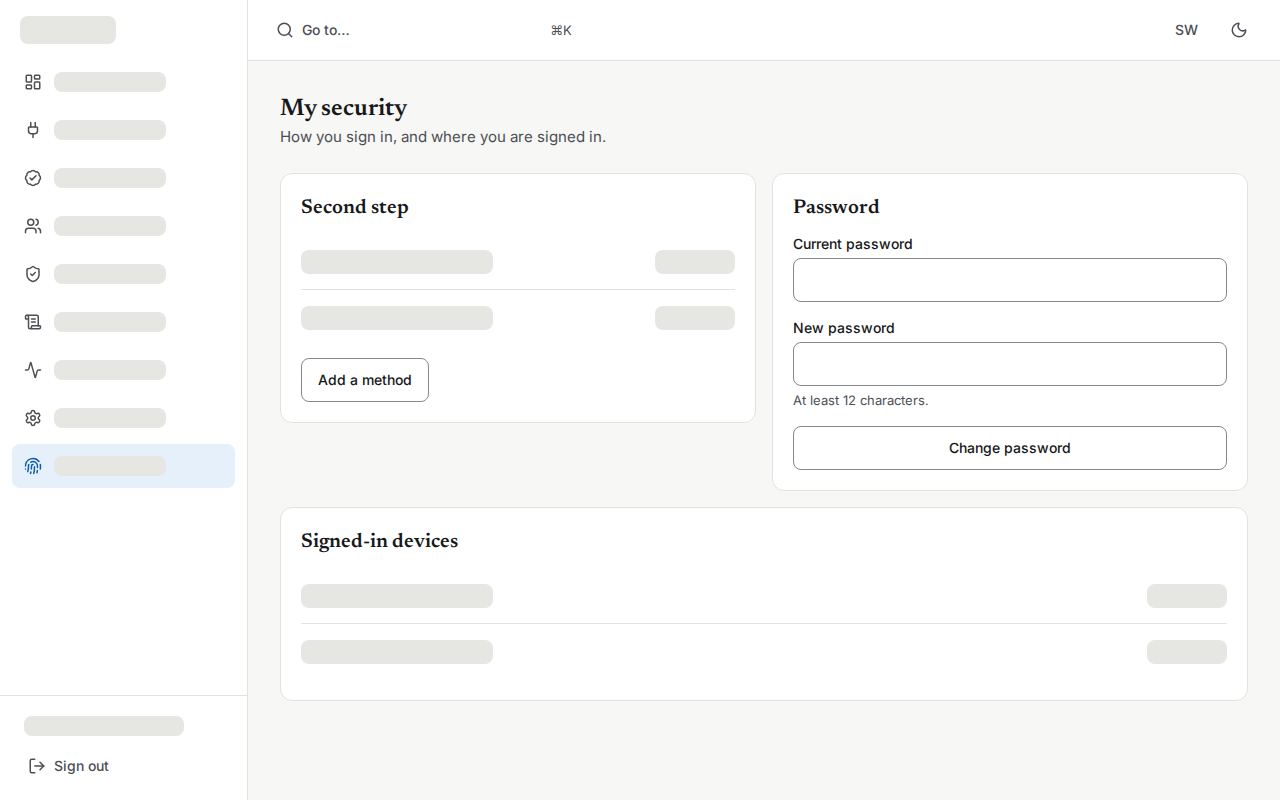 Go to...
⌘K
SW
My security
How you sign in, and where you are signed in.
Second step
Add a method
Password
Current password
New password
At least 12 characters.
Change password
Signed-in devices
Sign out